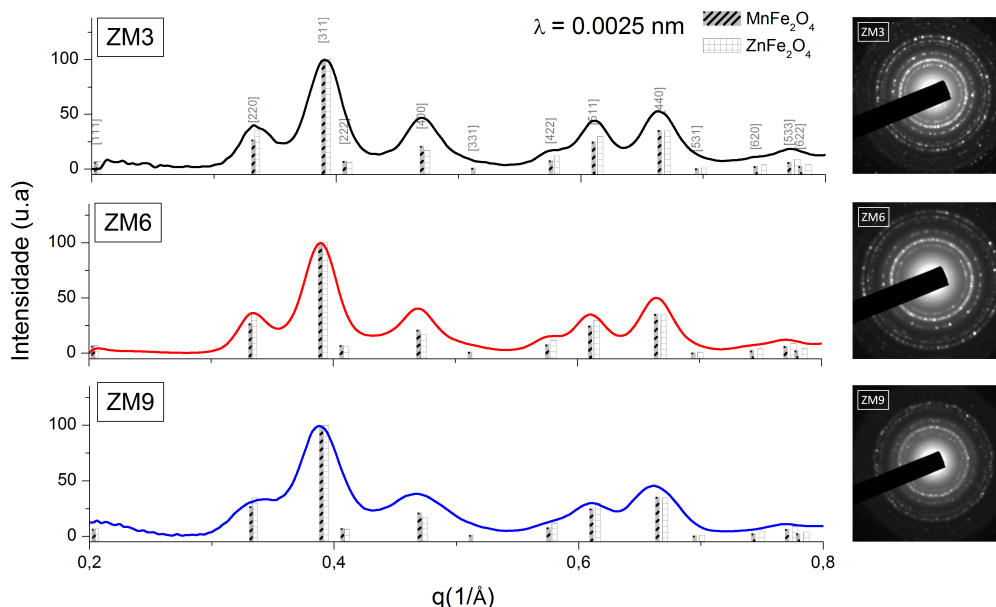 ZM3
λ = 0.0025 nm
MnFe₂O₄
ZnFe₂O₄
[111]
[220]
[311]
[222]
[400]
[331]
[422]
[511]
[440]
[531]
[620]
[533]
[622]
100
50
0
ZM3
ZM6
100
50
0
ZM6
ZM9
100
50
0
ZM9
Intensidade (u.a)
0,2
0,4
0,6
0,8
q(1/Å)